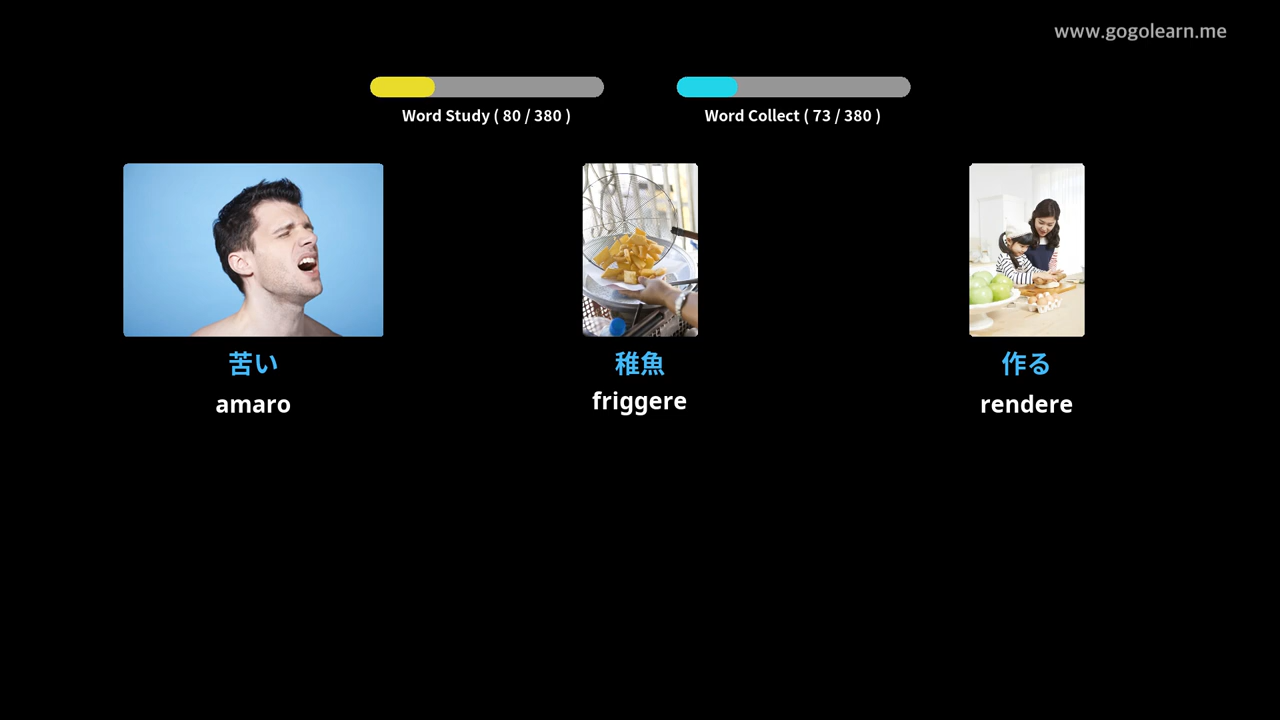 www.gogolearn.me
Word Study ( 80 / 380 )
Word Collect ( 73 / 380 )
苦い
稚魚
作る
amaro
friggere
rendere